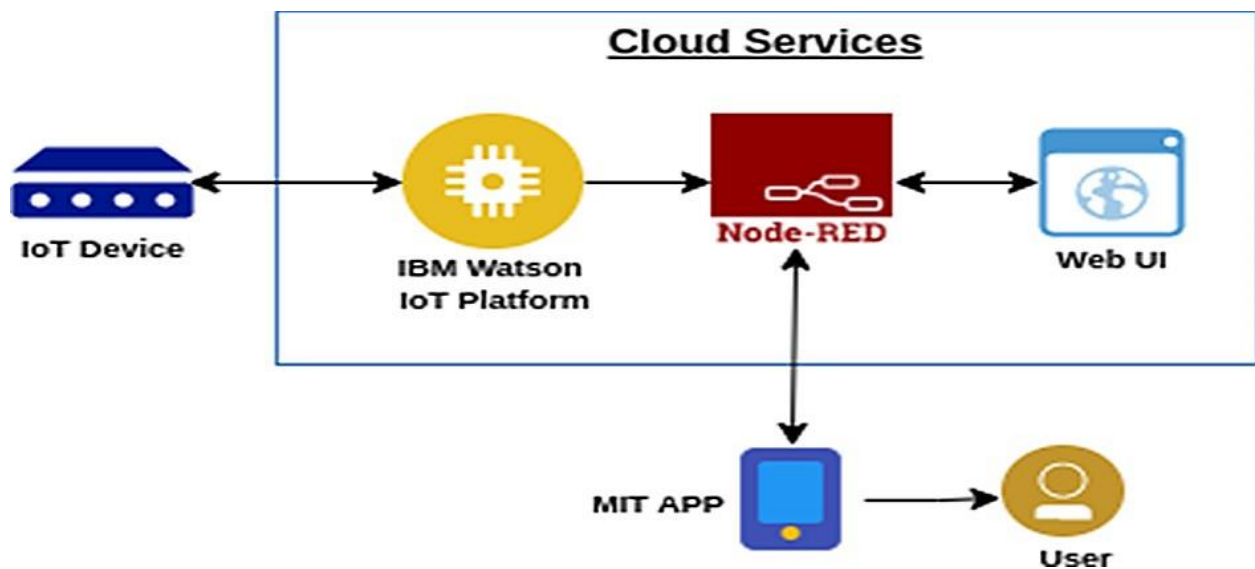 Cloud Services
IoT Device
IBM Watson
IoT Platform
Node-RED
Web UI
MIT APP
User